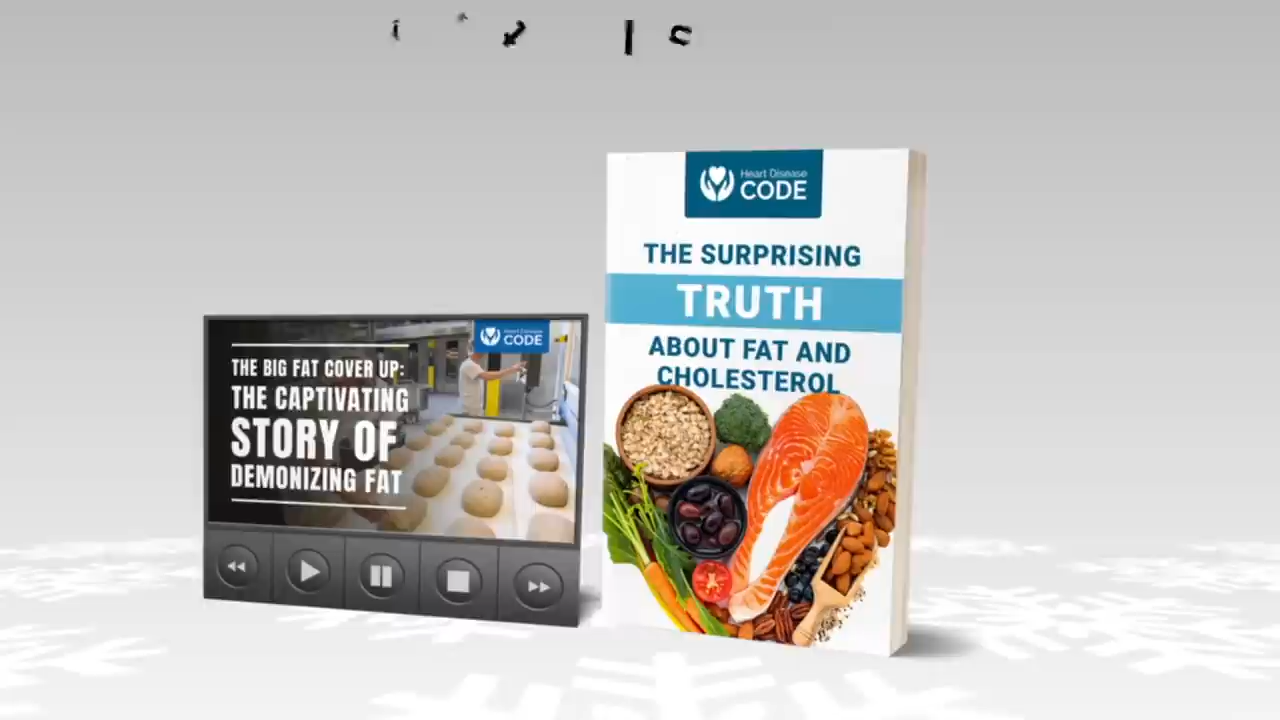 Heart Disease
CODE
THE SURPRISING
TRUTH
ABOUT FAT AND
CHOLESTEROL
Heart Disease
CODE
THE BIG FAT COVER UP:
THE CAPTIVATING
STORY OF
DEMONIZING FAT